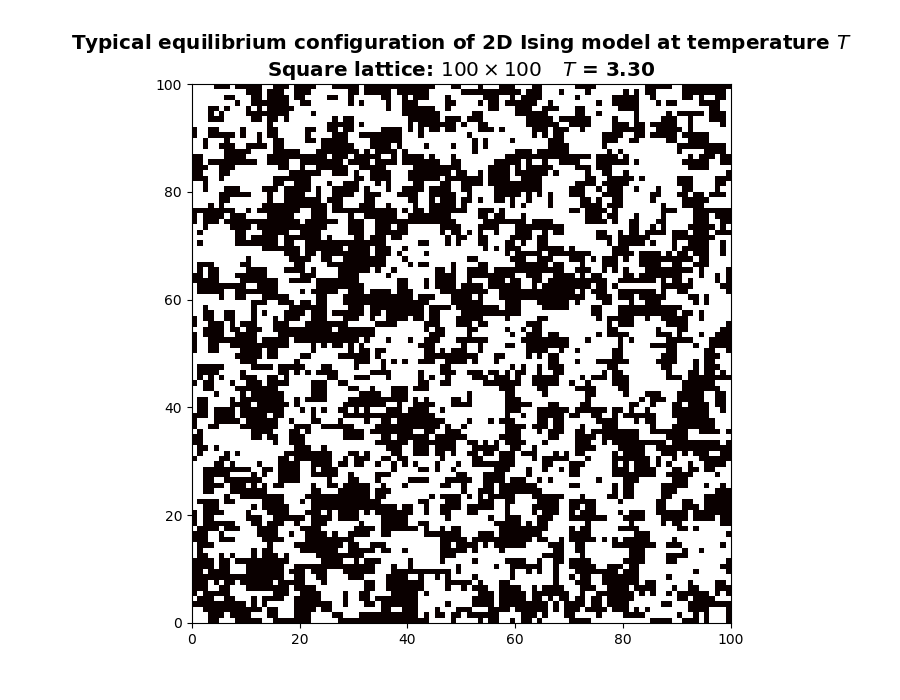 Typical equilibrium configuration of 2D Ising model at temperature T
Square lattice: 100 × 100 T = 3.30
100
80
60
40
20
0
0 20 40 60 80 100